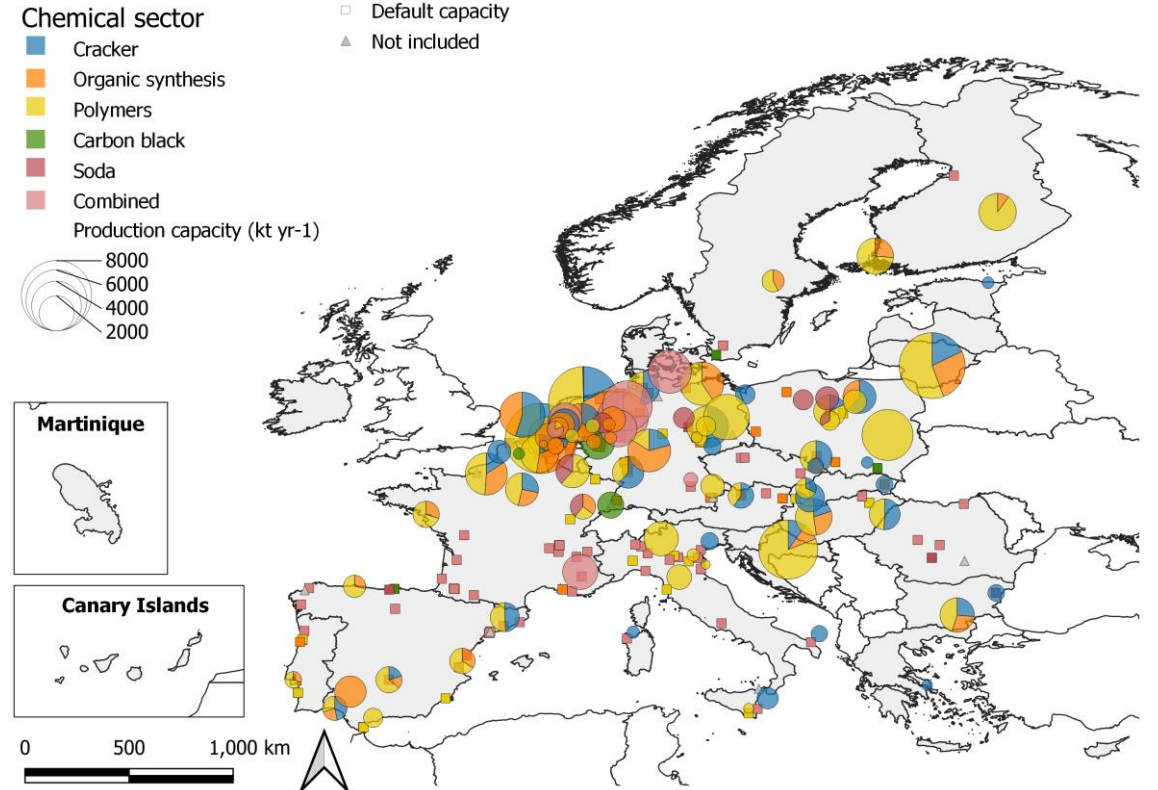 Chemical sector
Cracker
Organic synthesis
Polymers
Carbon black
Soda
Combined
Production capacity (kt yr-1)
8000
6000
4000
2000
Default capacity
Not included
Martinique
Canary Islands
0 500 1,000 km